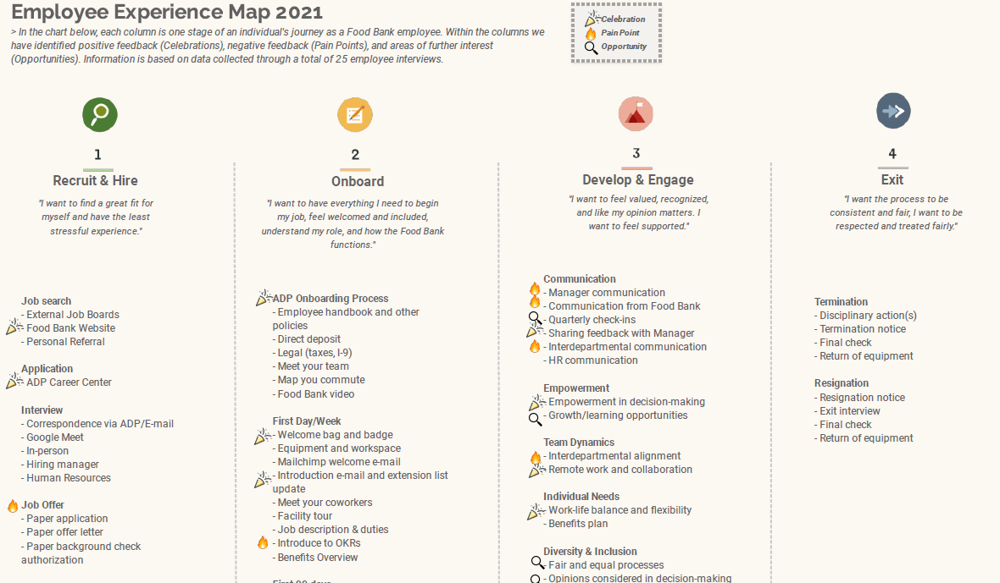 Employee Experience Map 2021
> In the chart below, each column is one stage of an individual's journey as a Food Bank employee. Within the columns we
have identified positive feedback (Celebrations), negative feedback (Pain Points), and areas of further interest
(Opportunities). Information is based on data collected through a total of 25 employee interviews.
Celebration
Pain Point
Opportunity
1
Recruit & Hire
"I want to find a great fit for
myself and have the least
stressful experience."
Job search
- External Job Boards
- Food Bank Website
- Personal Referral
Application
- ADP Career Center
Interview
- Correspondence via ADP/E-mail
- Google Meet
- In-person
- Hiring manager
- Human Resources
Job Offer
- Paper application
- Paper offer letter
- Paper background check
authorization
2
Onboard
"I want to have everything I need to begin
my job, feel welcomed and included,
understand my role, and how the Food Bank
functions."
ADP Onboarding Process
- Employee handbook and other
policies
- Direct deposit
- Legal (taxes, I-9)
- Meet your team
- Map you commute
- Food Bank video
First Day/Week
- Welcome bag and badge
- Equipment and workspace
- Mailchimp welcome e-mail
- Introduction e-mail and extension list
update
- Meet your coworkers
- Facility tour
- Job description & duties
- Introduce to OKRs
- Benefits Overview
First 90 days
3
Develop & Engage
"I want to feel valued, recognized,
and like my opinion matters. I
want to feel supported."
Communication
- Manager communication
- Communication from Food Bank
- Quarterly check-ins
- Sharing feedback with Manager
- Interdepartmental communication
- HR communication
Empowerment
- Empowerment in decision-making
- Growth/learning opportunities
Team Dynamics
- Interdepartmental alignment
- Remote work and collaboration
Individual Needs
- Work-life balance and flexibility
- Benefits plan
Diversity & Inclusion
- Fair and equal processes
- Opinions considered in decision-making
4
Exit
"I want the process to be
consistent and fair, I want to be
respected and treated fairly."
Termination
- Disciplinary action(s)
- Termination notice
- Final check
- Return of equipment
Resignation
- Resignation notice
- Exit interview
- Final check
- Return of equipment